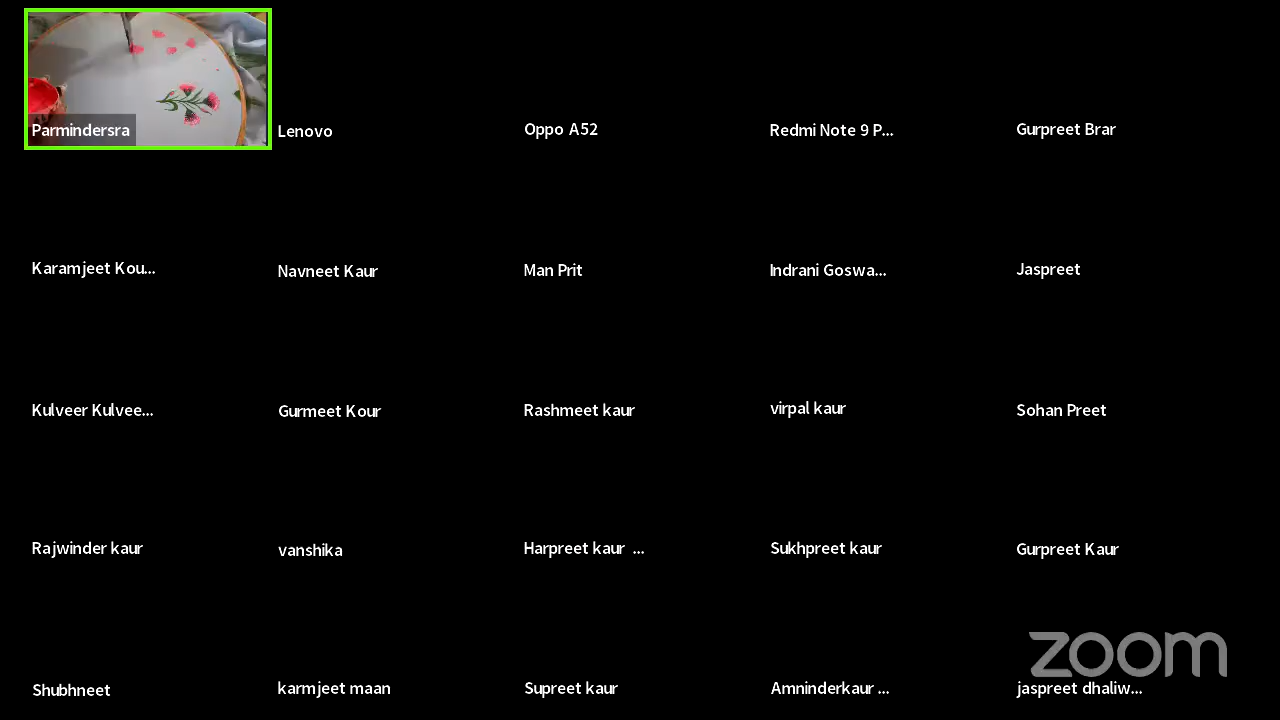 Parmindersra
Lenovo
Oppo A52
Redmi Note 9 P...
Gurpreet Brar
Karamjeet Kou...
Navneet Kaur
Man Prit
Indrani Goswa...
Jaspreet
Kulveer Kulvee...
Gurmeet Kour
Rashmeet kaur
virpal kaur
Sohan Preet
Rajwinder kaur
vanshika
Harpreet kaur ...
Sukhpreet kaur
Gurpreet Kaur
zoom
Shubhneet
karmjeet maan
Supreet kaur
Amninderkaur ...
jaspreet dhaliw...